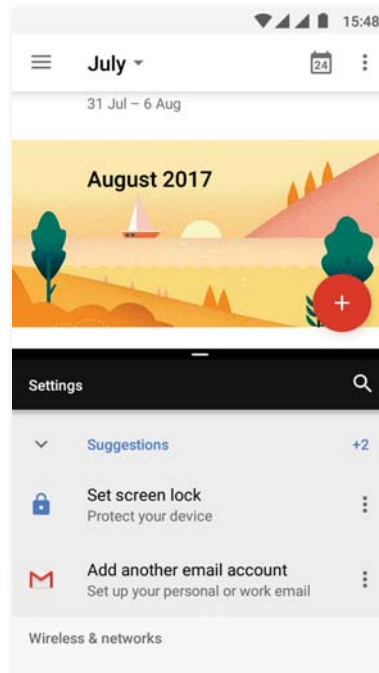 15:48
July
24
31 Jul – 6 Aug
August 2017
+
Settings
Suggestions +2
Set screen lock
Protect your device
Add another email account
Set up your personal or work email
Wireless & networks